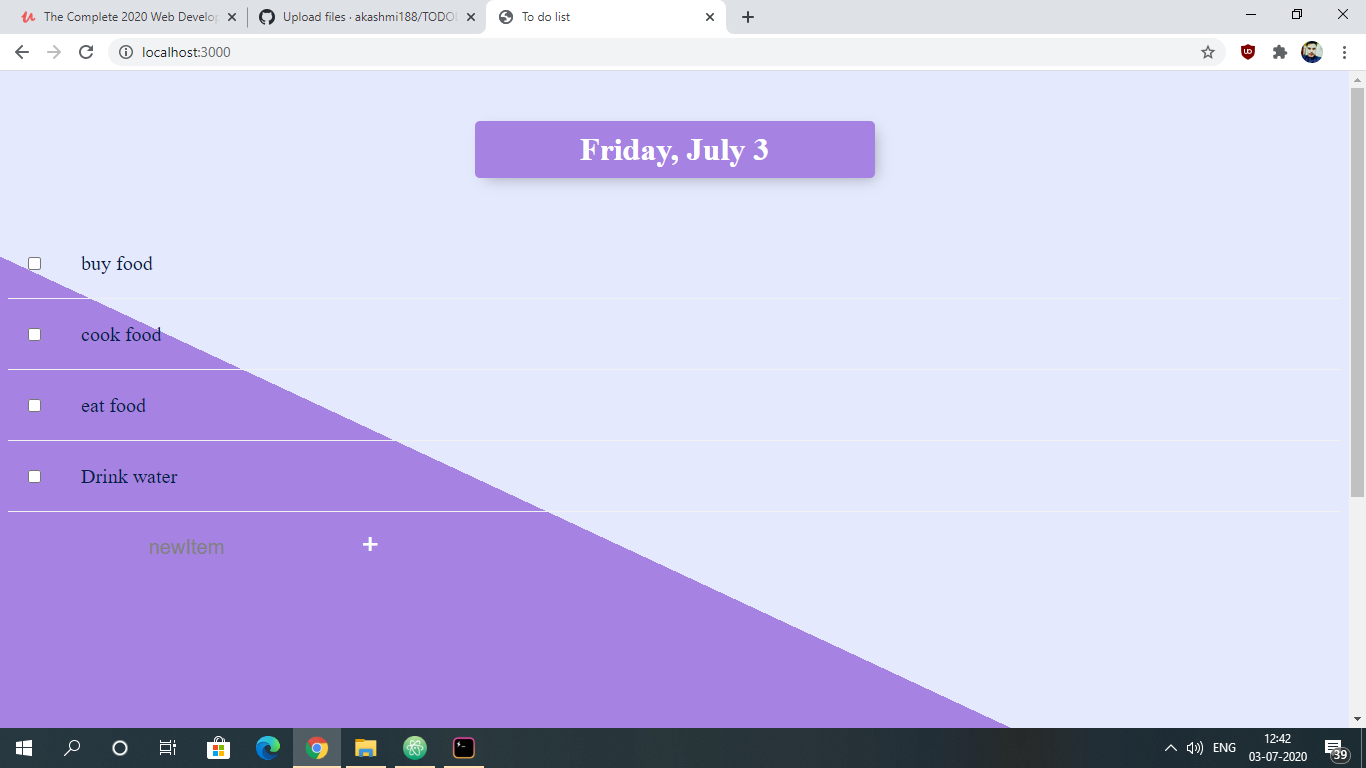 The Complete 2020 Web Develop
Upload files · akashmi188/TODOL
To do list
localhost:3000
Friday, July 3
buy food
cook food
eat food
Drink water
newItem
+
ENG
12:42
03-07-2020
39